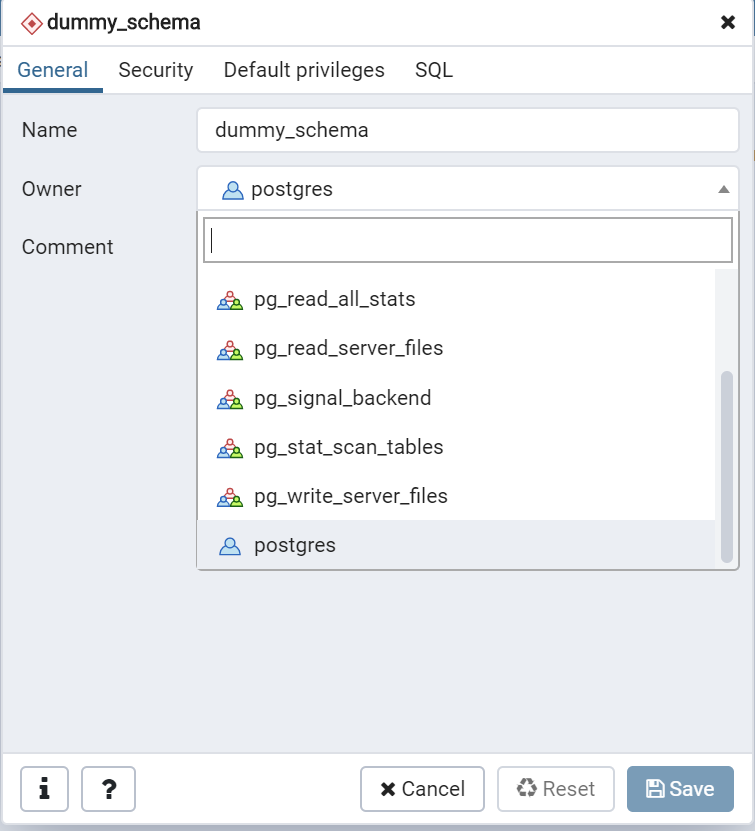 dummy_schema
General Security Default privileges SQL
Name dummy_schema
Owner postgres
Comment
pg_read_all_stats
pg_read_server_files
pg_signal_backend
pg_stat_scan_tables
pg_write_server_files
postgres
i ? Cancel Reset Save